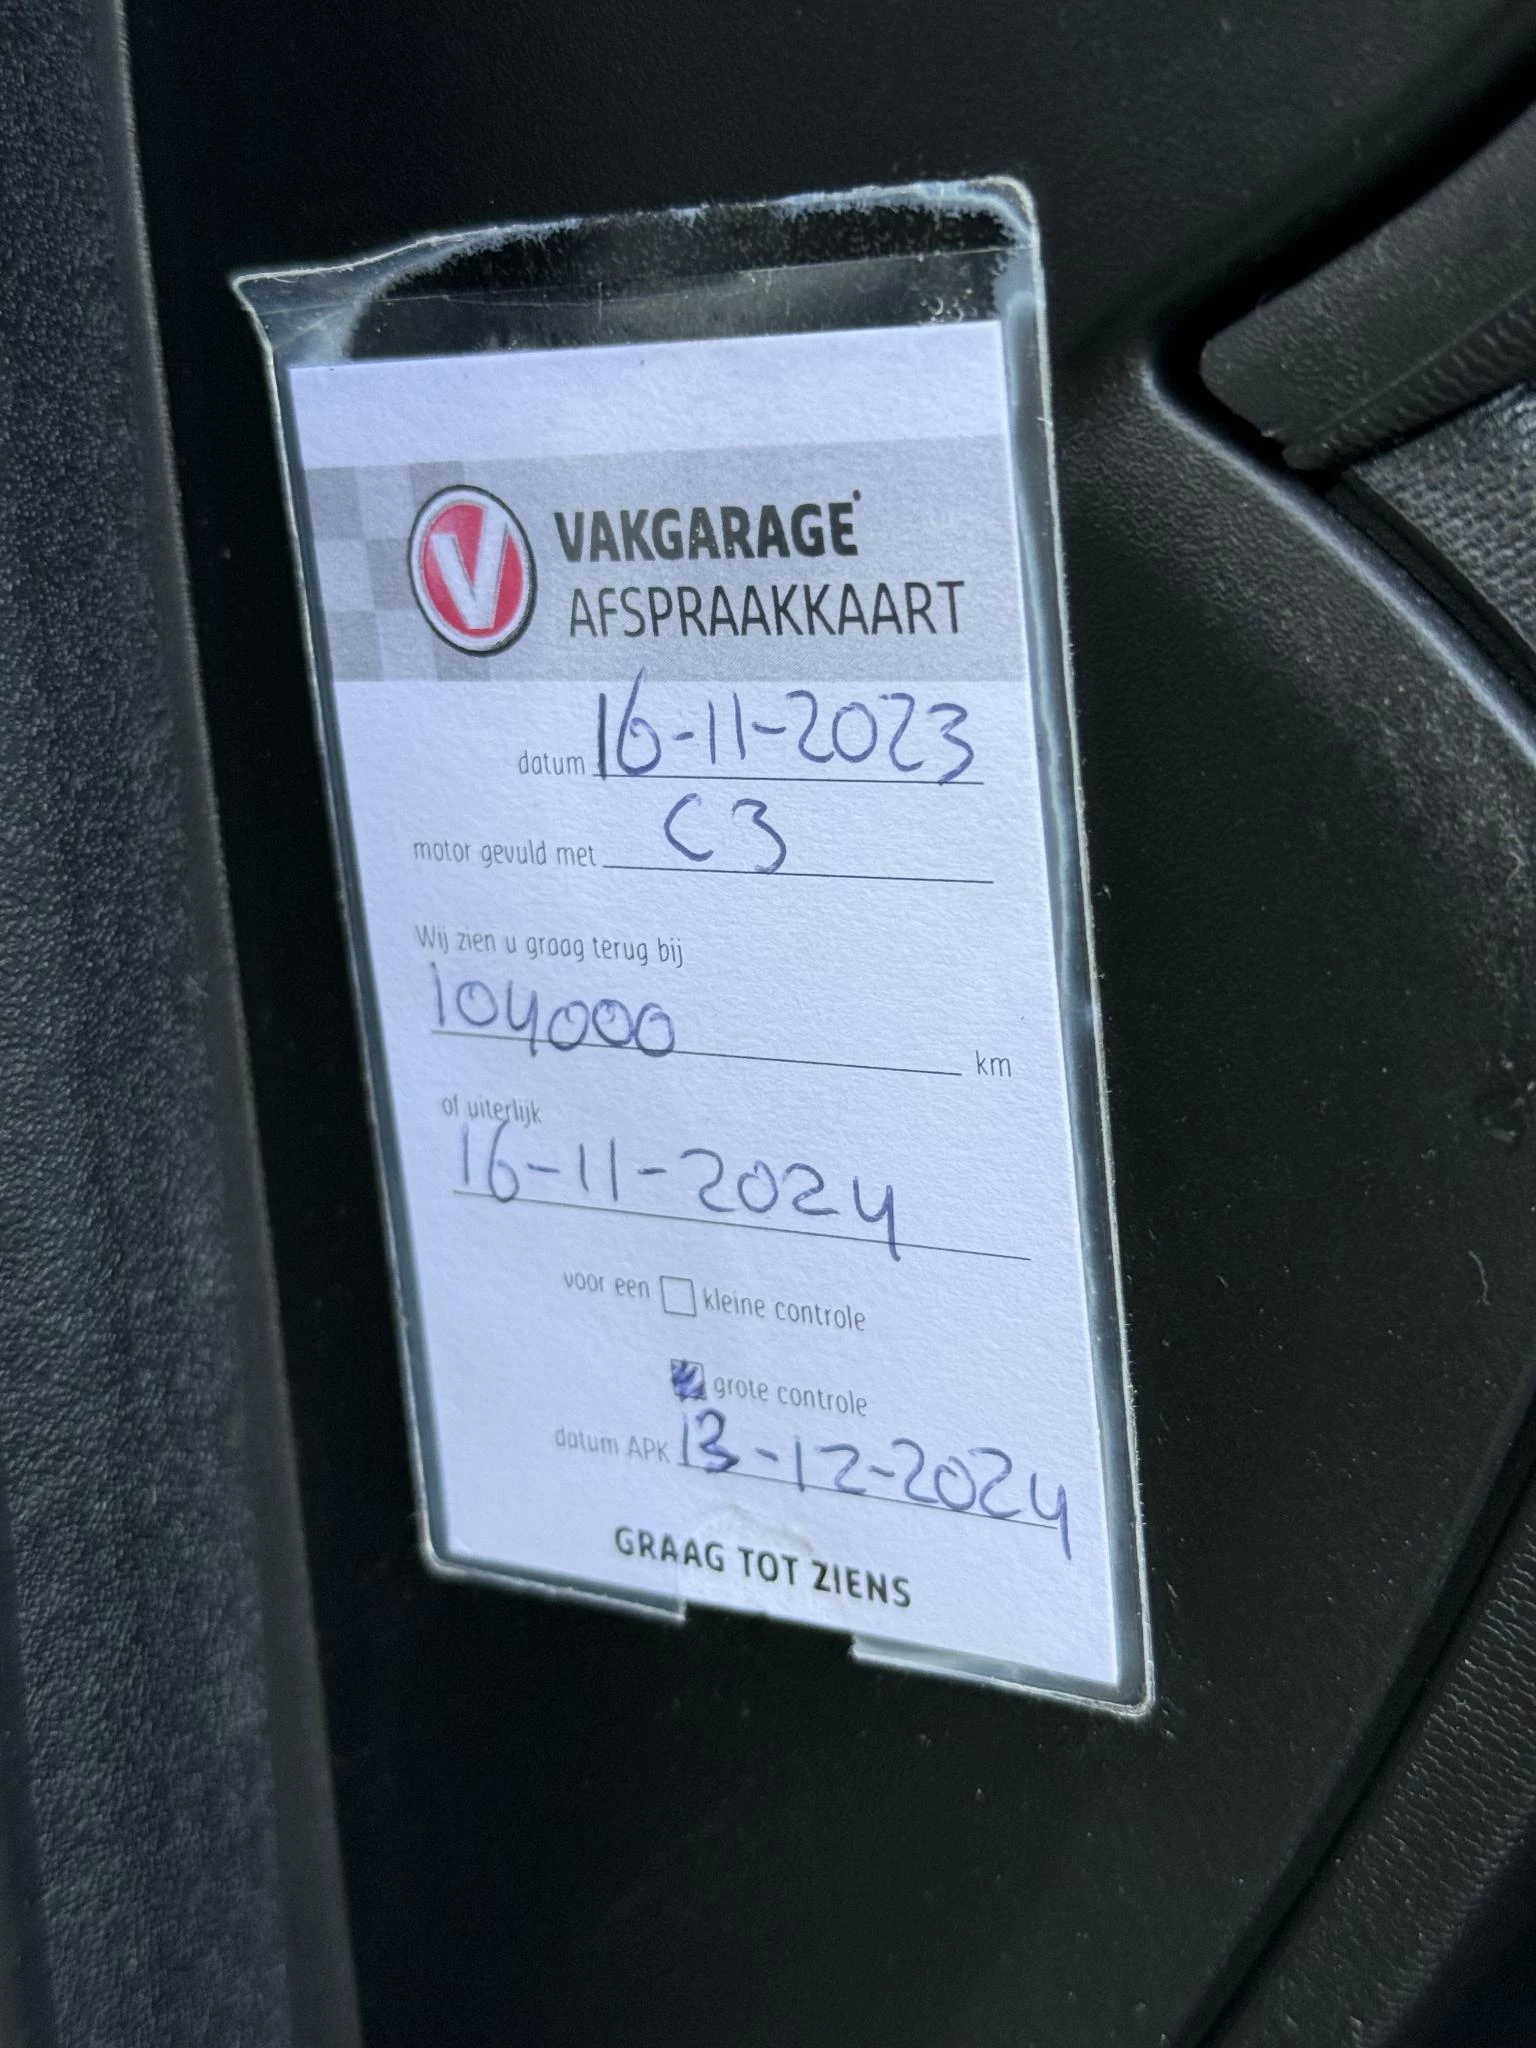 VAKGARAGE
AFSPRAAKKAART
datum 16-11-2023
motor gevuld met C3
Wij zien u graag terug bij
104000 km
of uiterlijk
16-11-2024
voor een kleine controle
grote controle
datum APK 13-12-2024
GRAAG TOT ZIENS